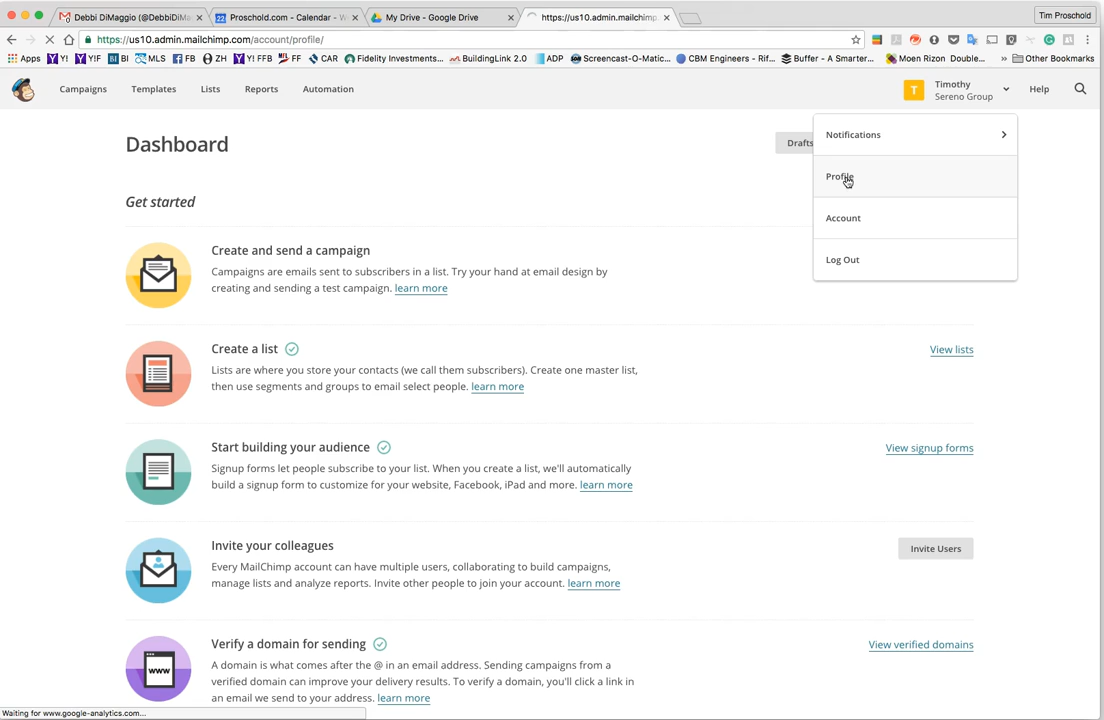 Debbi DiMaggio (@DebbiDiMa
Proschold.com - Calendar - W
My Drive - Google Drive
https://us10.admin.mailchimp
Tim Proschold
https://us10.admin.mailchimp.com/account/profile/
Apps
Y!
Y!F
BI
MLS
FB
ZH
Y! FFB
FF
CAR
Fidelity Investments...
BuildingLink 2.0
ADP
Screencast-O-Matic...
CBM Engineers - Rif...
Buffer - A Smarter...
Moen Rizon Double...
»
Other Bookmarks
Campaigns
Templates
Lists
Reports
Automation
T
Timothy
Sereno Group
Help
Dashboard
Drafts
Notifications
Profile
Account
Log Out
Get started
Create and send a campaign
Campaigns are emails sent to subscribers in a list. Try your hand at email design by
creating and sending a test campaign. learn more
Create a list
View lists
Lists are where you store your contacts (we call them subscribers). Create one master list,
then use segments and groups to email select people. learn more
Start building your audience
View signup forms
Signup forms let people subscribe to your list. When you create a list, we'll automatically
build a signup form to customize for your website, Facebook, iPad and more. learn more
Invite your colleagues
Invite Users
Every MailChimp account can have multiple users, collaborating to build campaigns,
manage lists and analyze reports. Invite other people to join your account. learn more
Verify a domain for sending
View verified domains
www
A domain is what comes after the @ in an email address. Sending campaigns from a
verified domain can improve your delivery results. To verify a domain, you'll click a link in
an email we send to your address. learn more
Waiting for www.google-analytics.com...